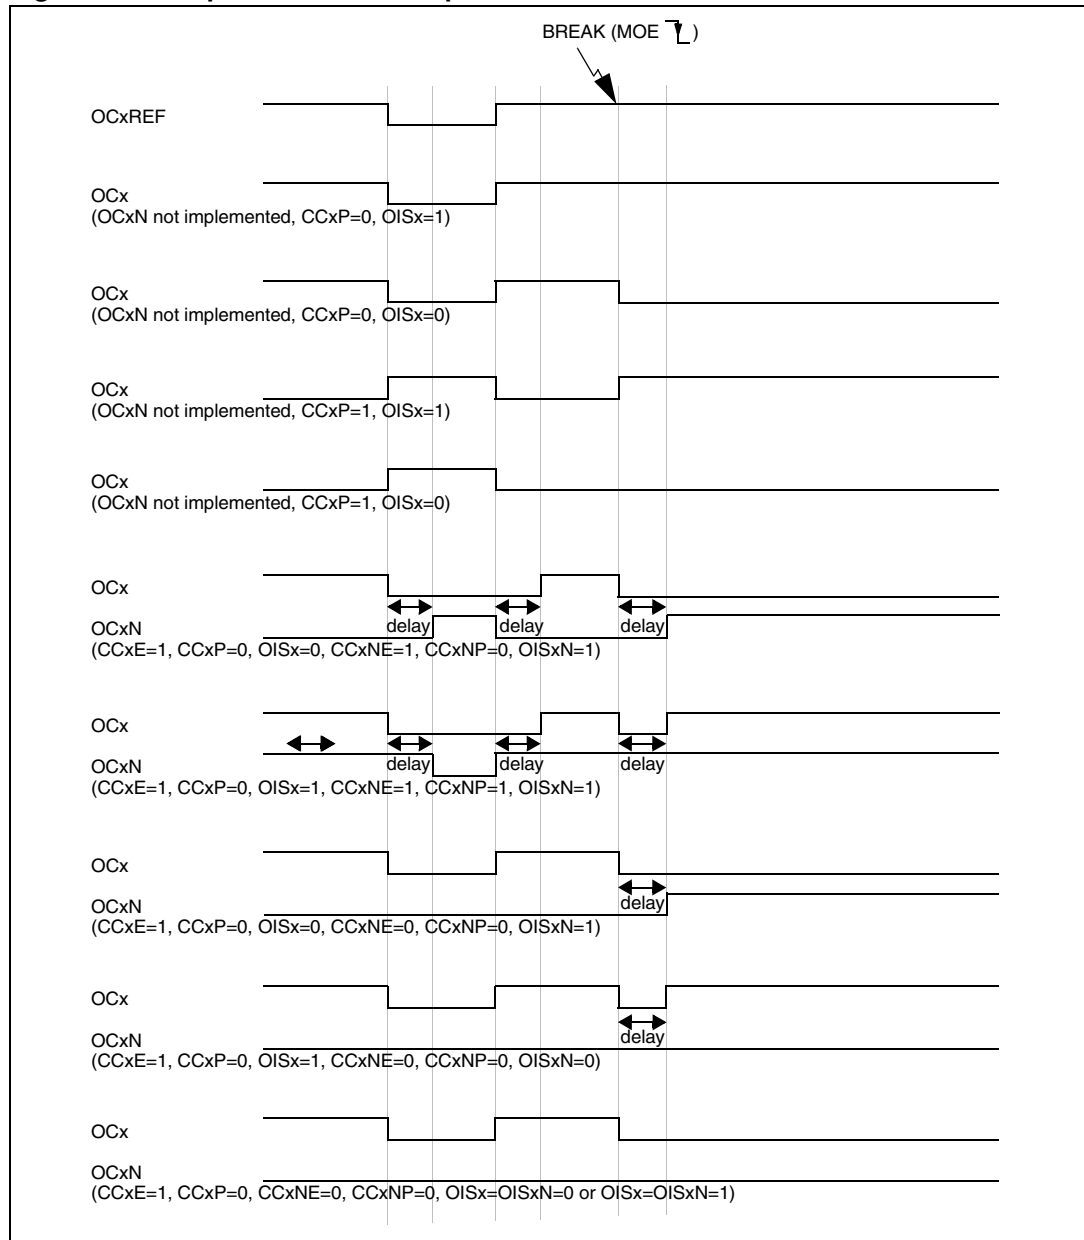 BREAK (MOE )
OCxREF
OCx
(OCxN not implemented, CCxP=0, OISx=1)
OCx
(OCxN not implemented, CCxP=0, OISx=0)
OCx
(OCxN not implemented, CCxP=1, OISx=1)
OCx
(OCxN not implemented, CCxP=1, OISx=0)
OCx
OCxN delay delay delay
(CCxE=1, CCxP=0, OISx=0, CCxNE=1, CCxNP=0, OISxN=1)
OCx
OCxN delay delay delay
(CCxE=1, CCxP=0, OISx=1, CCxNE=1, CCxNP=1, OISxN=1)
OCx
OCxN delay
(CCxE=1, CCxP=0, OISx=0, CCxNE=0, CCxNP=0, OISxN=1)
OCx
OCxN delay
(CCxE=1, CCxP=0, OISx=1, CCxNE=0, CCxNP=0, OISxN=0)
OCx
OCxN
(CCxE=1, CCxP=0, CCxNE=0, CCxNP=0, OISx=OISxN=0 or OISx=OISxN=1)